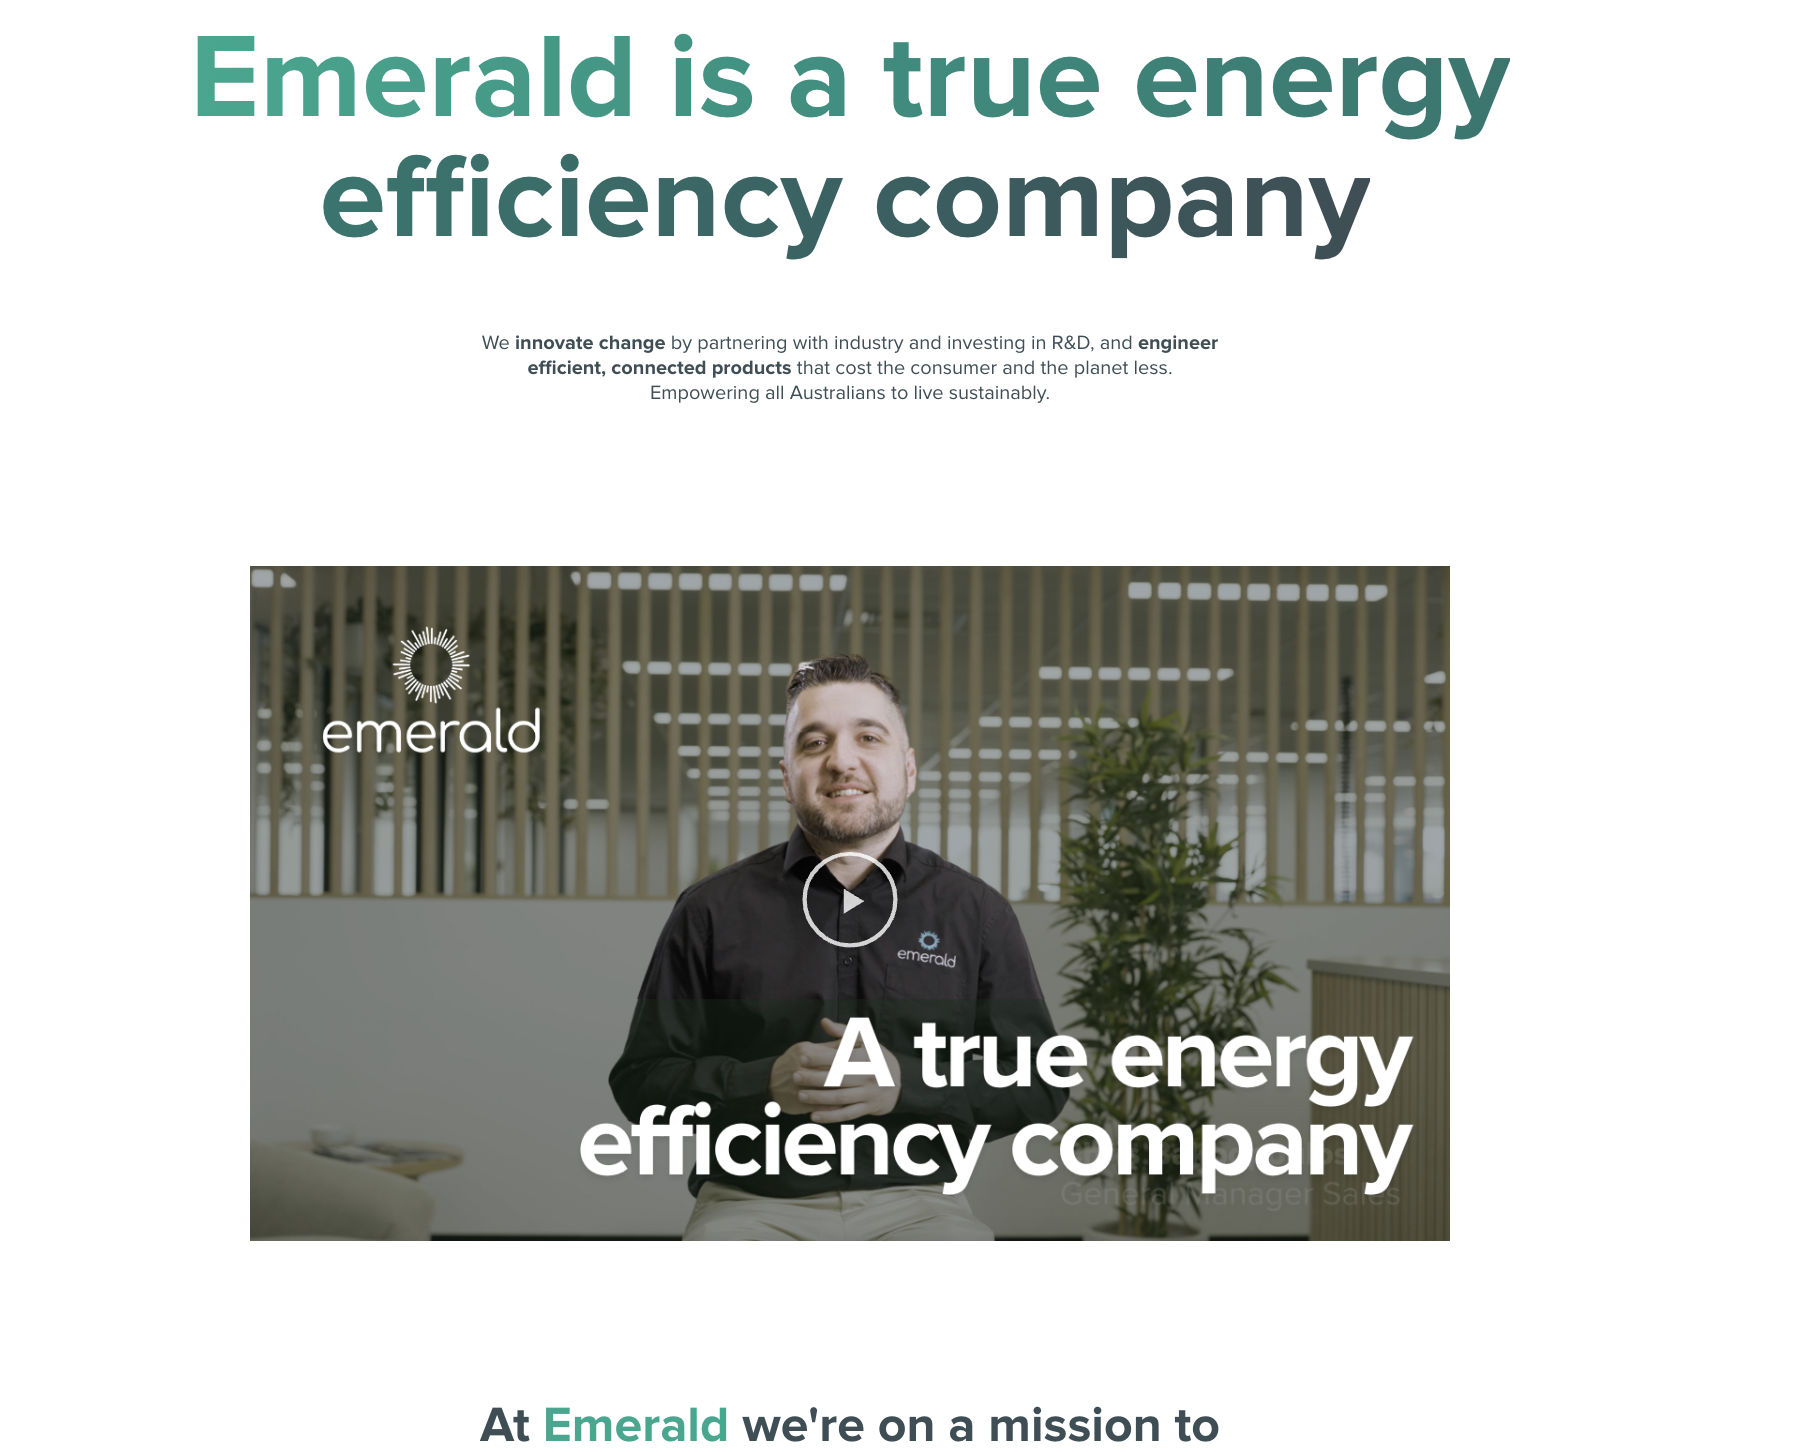 Emerald is a true energy
efficiency company
We innovate change by partnering with industry and investing in R&D, and engineer
efficient, connected products that cost the consumer and the planet less.
Empowering all Australians to live sustainably.
emerald
emerald
A true energy
efficiency company
General Manager Sales
At Emerald we're on a mission to